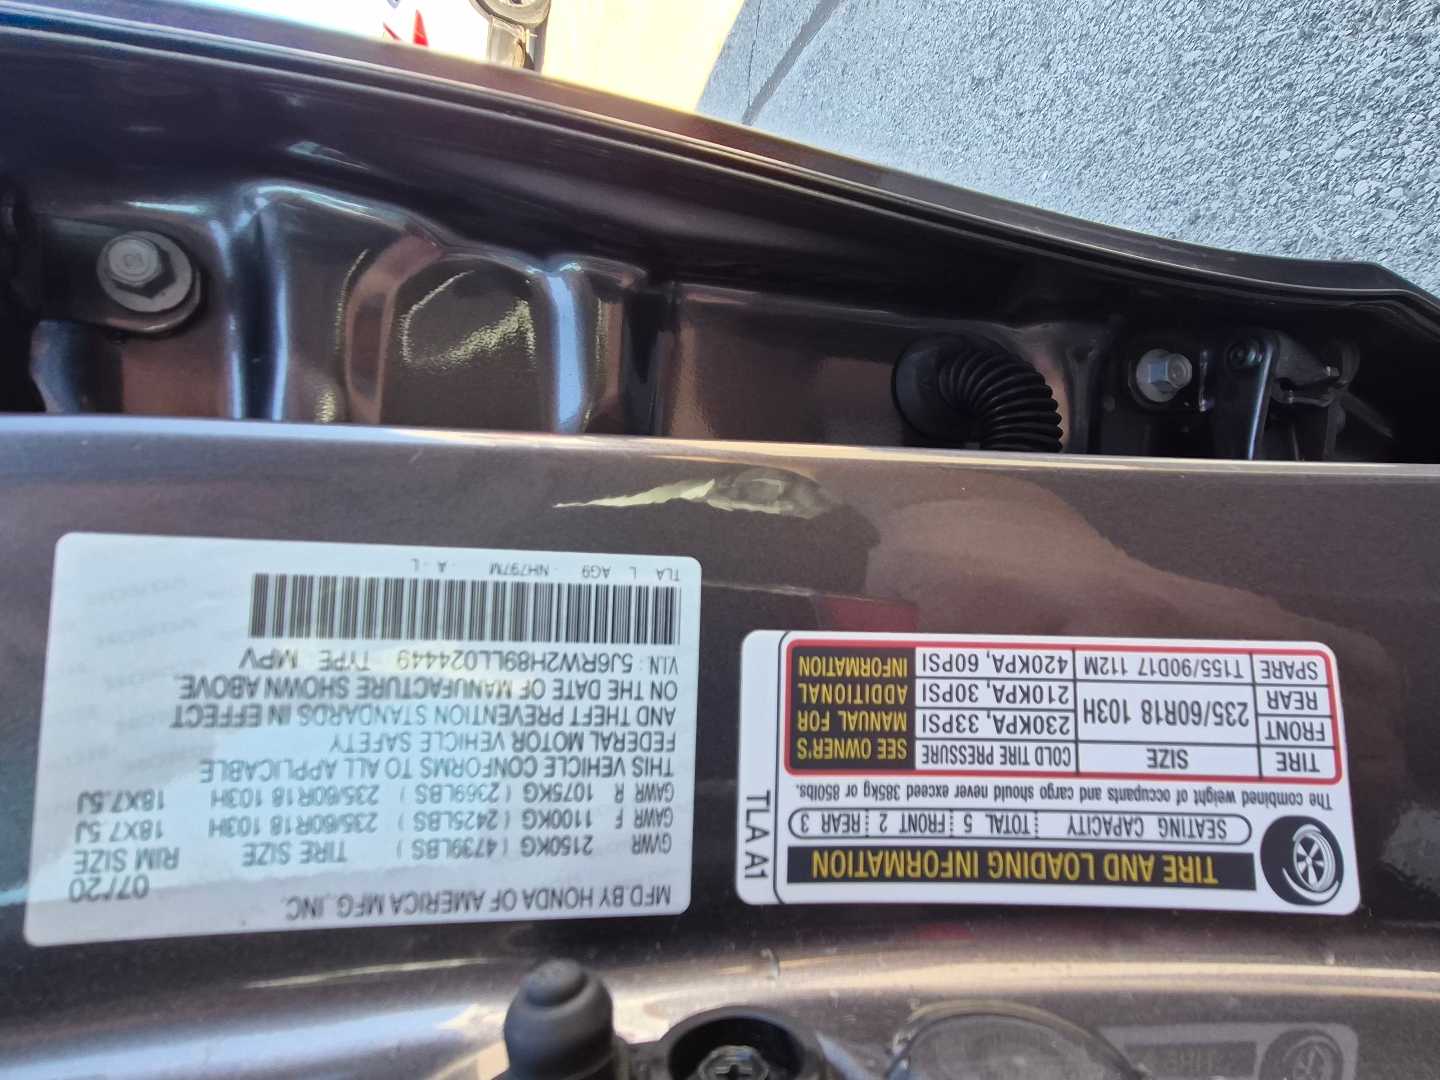 MFD BY HONDA OF AMERICA MFG., INC.
07/20
GVWR 2150KG ( 4739LBS ) TIRE SIZE RIM SIZE
GAWR F 1100KG ( 2425LBS ) 235/60R18 103H 18X7.5J
GAWR R 1075KG ( 2369LBS ) 235/60R18 103H 18X7.5J
THIS VEHICLE CONFORMS TO ALL APPLICABLE
FEDERAL MOTOR VEHICLE SAFETY
AND THEFT PREVENTION STANDARDS IN EFFECT
ON THE DATE OF MANUFACTURE SHOWN ABOVE.
V.I.N.: 5J6RW2H89LL024449 TYPE MPV
TLA L AG9 - NH797M - A - L
TIRE AND LOADING INFORMATION
SEATING CAPACITY TOTAL 5 FRONT 2 REAR 3
The combined weight of occupants and cargo should never exceed 385kg or 850lbs.
TIRE SIZE COLD TIRE PRESSURE
FRONT 235/60R18 103H 230KPA, 33PSI
REAR 210KPA, 30PSI
SPARE T155/90D17 112M 420KPA, 60PSI
SEE OWNER'S
MANUAL FOR
ADDITIONAL
INFORMATION
TLA A1